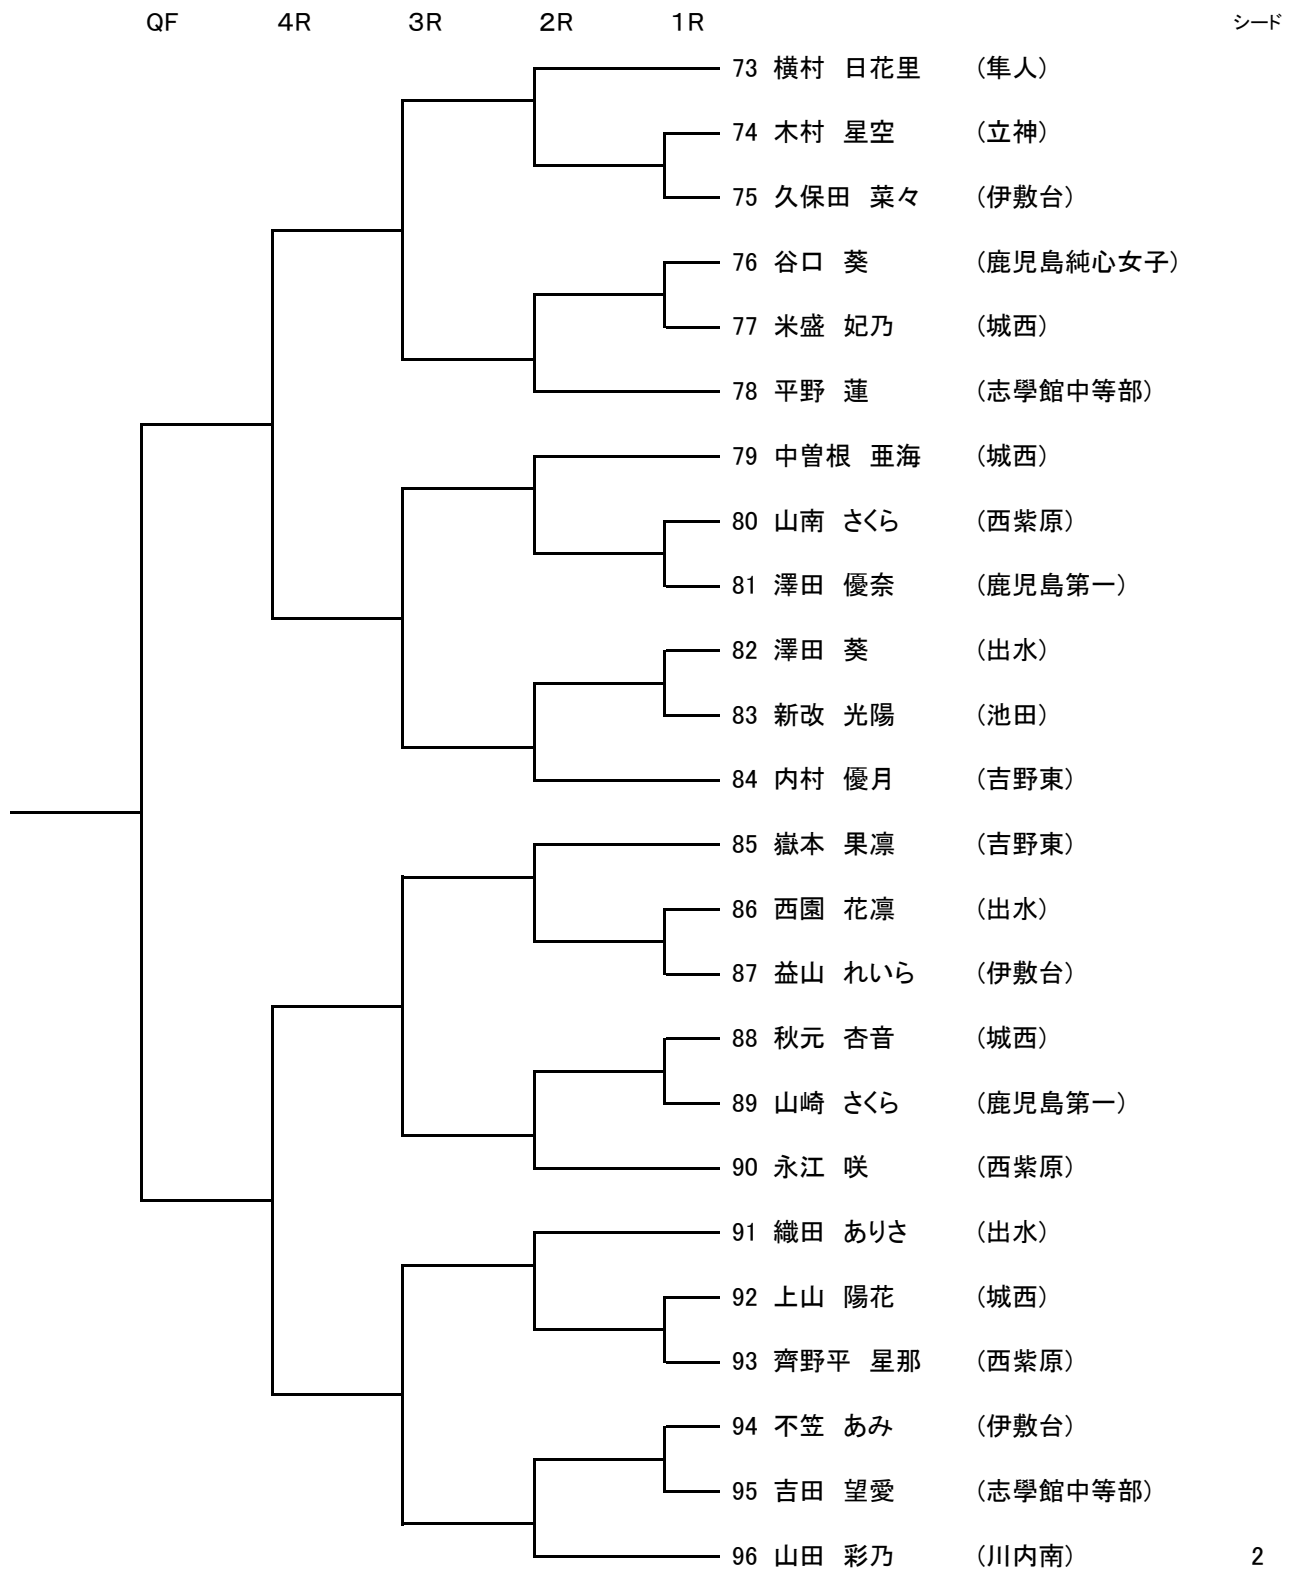 QF 4R 3R 2R 1R シード
73 横村 日花里 (隼人)
74 木村 星空 (立神)
75 久保田 菜々 (伊敷台)
76 谷口 葵 (鹿児島純心女子)
77 米盛 妃乃 (城西)
78 平野 蓮 (志學館中等部)
79 中曽根 亜海 (城西)
80 山南 さくら (西紫原)
81 澤田 優奈 (鹿児島第一)
82 澤田 葵 (出水)
83 新改 光陽 (池田)
84 内村 優月 (吉野東)
85 嶽本 果凛 (吉野東)
86 西園 花凛 (出水)
87 益山 れいら (伊敷台)
88 秋元 杏音 (城西)
89 山崎 さくら (鹿児島第一)
90 永江 咲 (西紫原)
91 織田 ありさ (出水)
92 上山 陽花 (城西)
93 齊野平 星那 (西紫原)
94 不笠 あみ (伊敷台)
95 吉田 望愛 (志學館中等部)
96 山田 彩乃 (川内南) 2